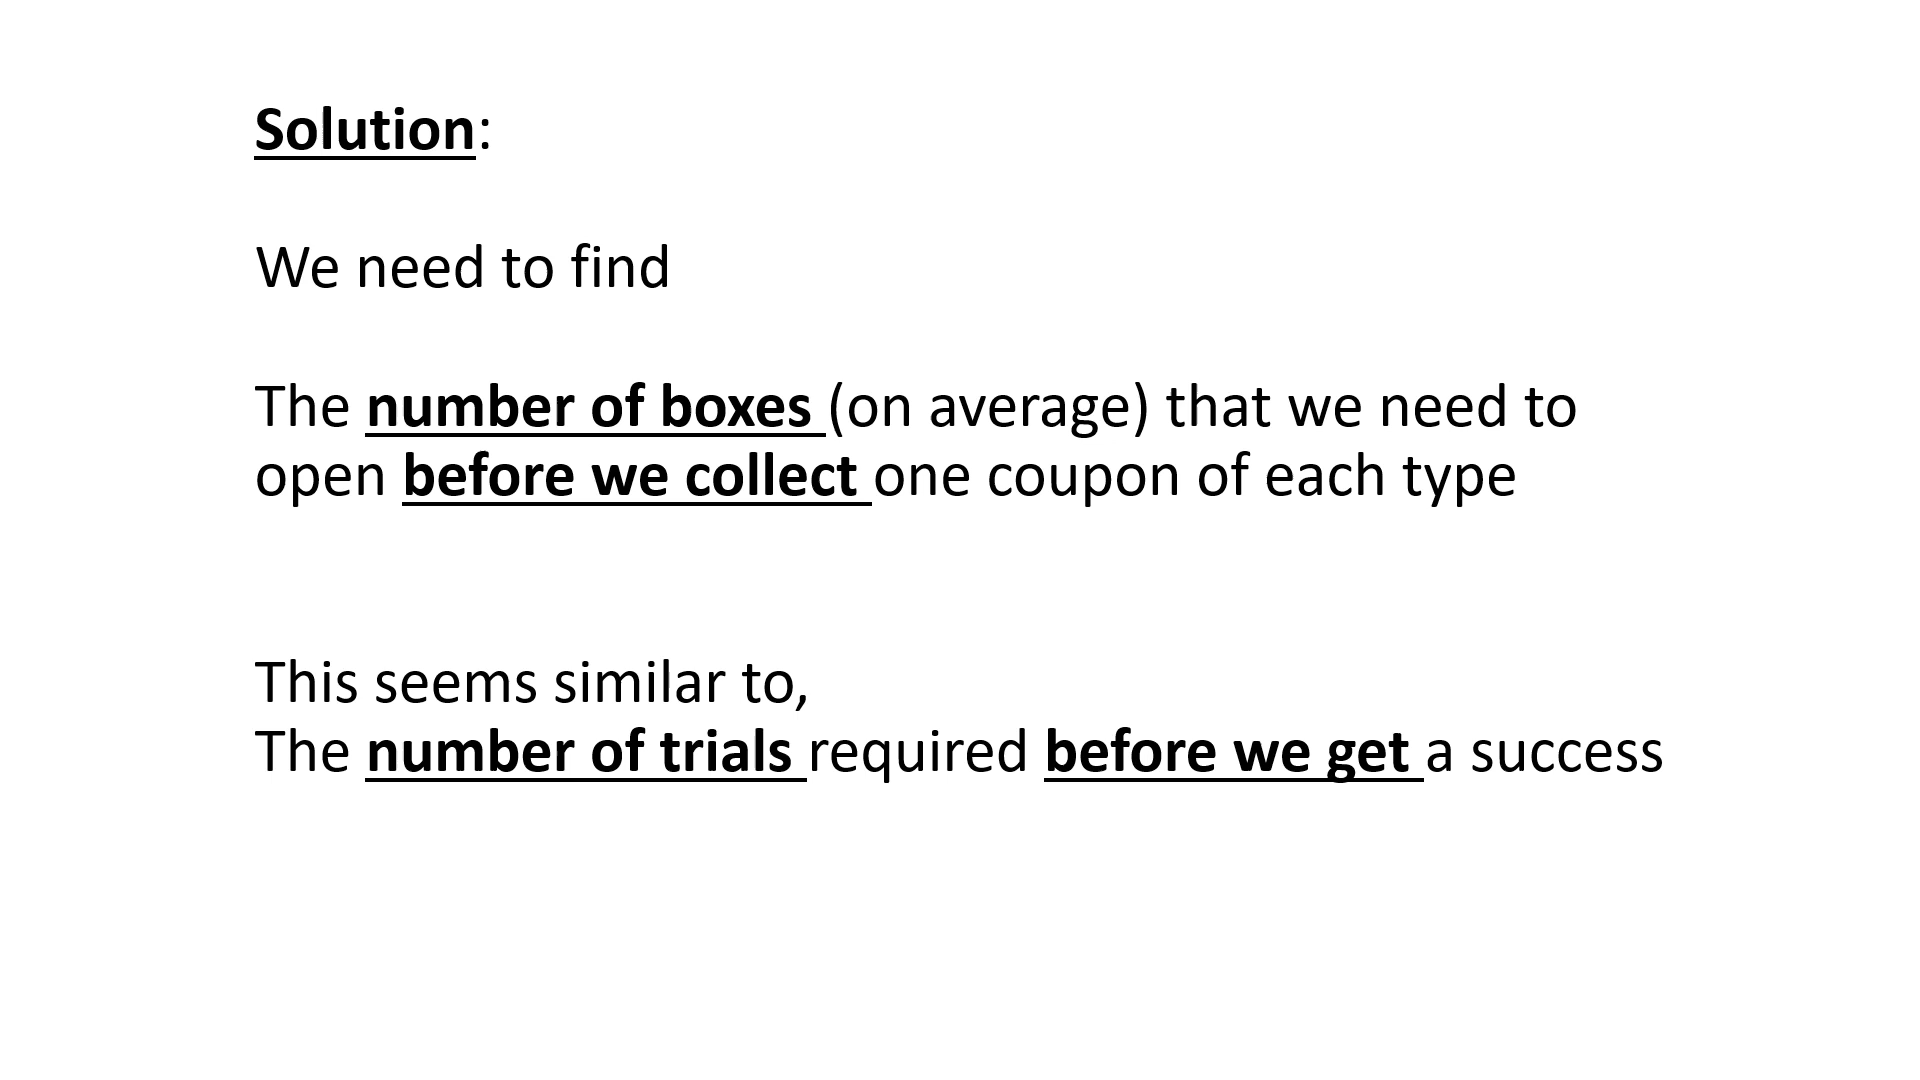 Solution:
We need to find
The number of boxes (on average) that we need to
open before we collect one coupon of each type
This seems similar to,
The number of trials required before we get a success